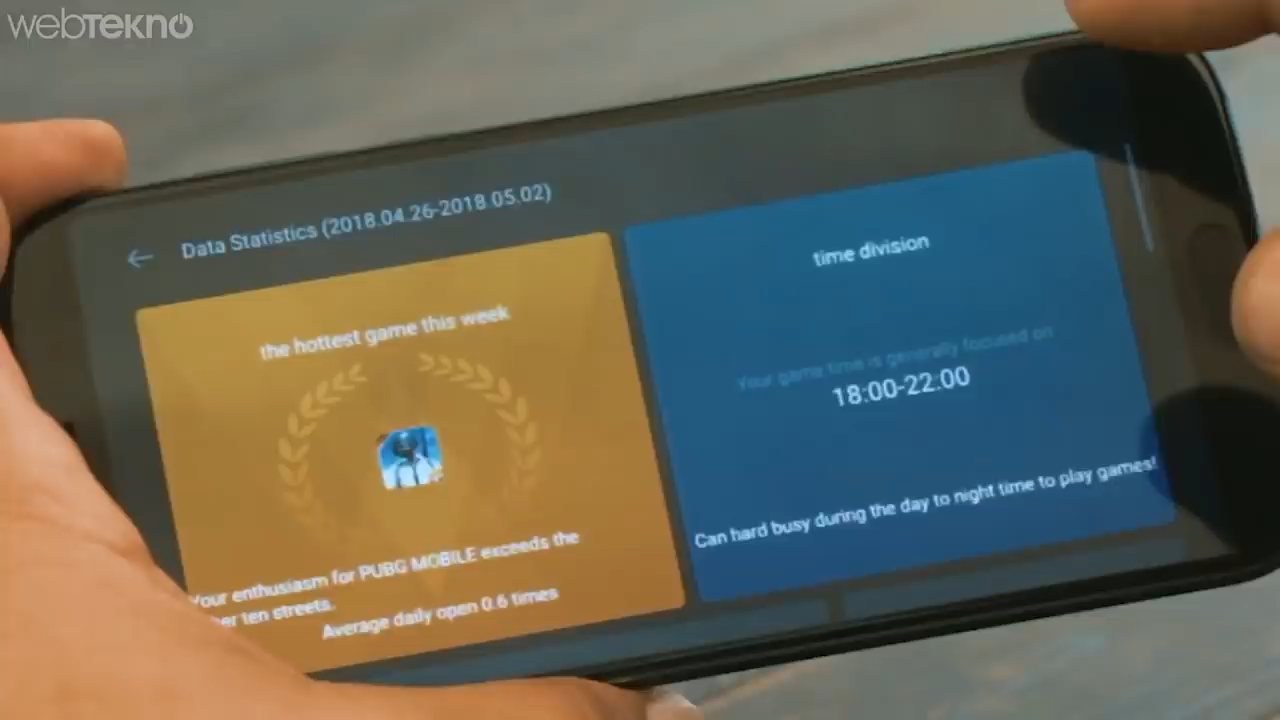 webtekno
← Data Statistics (2018.04.26-2018.05.02)
the hottest game this week
Your enthusiasm for PUBG MOBILE exceeds the
er ten streets.
Average daily open 0.6 times
time division
Your game time is generally focused on
18:00-22:00
Can hard busy during the day to night time to play games!